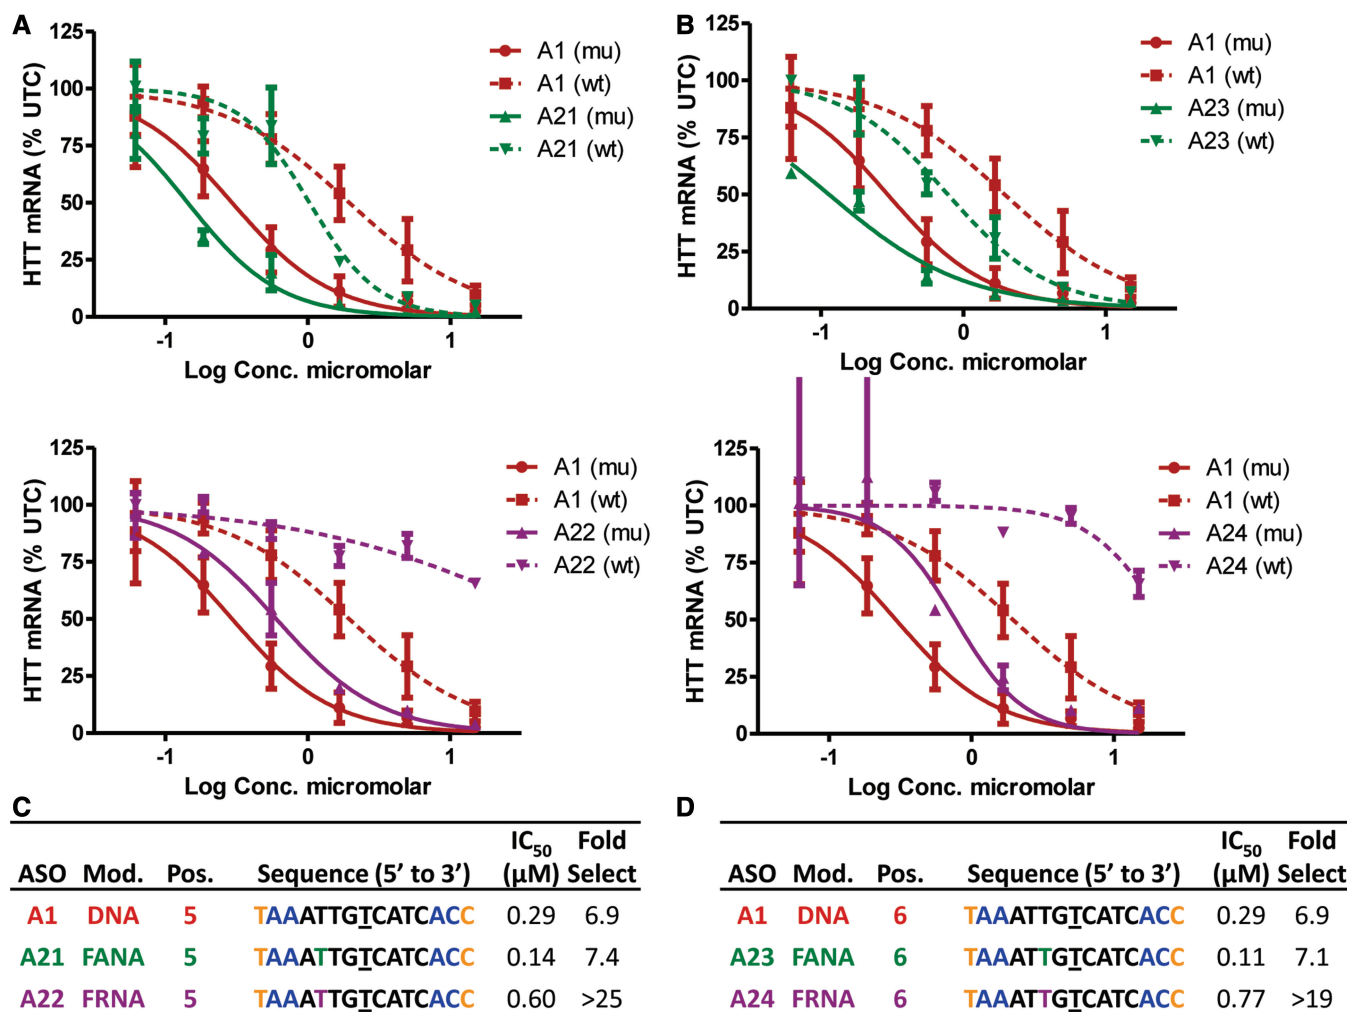 A
125
100
75
50
25
0
-1 0 1
HTT mRNA (% UTC)
Log Conc. micromolar
A1 (mu)
A1 (wt)
A21 (mu)
A21 (wt)
B
125
100
75
50
25
0
-1 0 1
HTT mRNA (% UTC)
Log Conc. micromolar
A1 (mu)
A1 (wt)
A23 (mu)
A23 (wt)
125
100
75
50
25
0
-1 0 1
HTT mRNA (% UTC)
Log Conc. micromolar
A1 (mu)
A1 (wt)
A22 (mu)
A22 (wt)
125
100
75
50
25
0
-1 0 1
HTT mRNA (% UTC)
Log Conc. micromolar
A1 (mu)
A1 (wt)
A24 (mu)
A24 (wt)
C
IC50 Fold
ASO Mod. Pos. Sequence (5’ to 3’) (μM) Select
A1 DNA 5 TAAATTGTCATCACC 0.29 6.9
A21 FANA 5 TAAATTGTCATCACC 0.14 7.4
A22 FRNA 5 TAAATTGTCATCACC 0.60 >25
D
IC50 Fold
ASO Mod. Pos. Sequence (5’ to 3’) (μM) Select
A1 DNA 6 TAAATTGTCATCACC 0.29 6.9
A23 FANA 6 TAAATTGTCATCACC 0.11 7.1
A24 FRNA 6 TAAATTGTCATCACC 0.77 >19